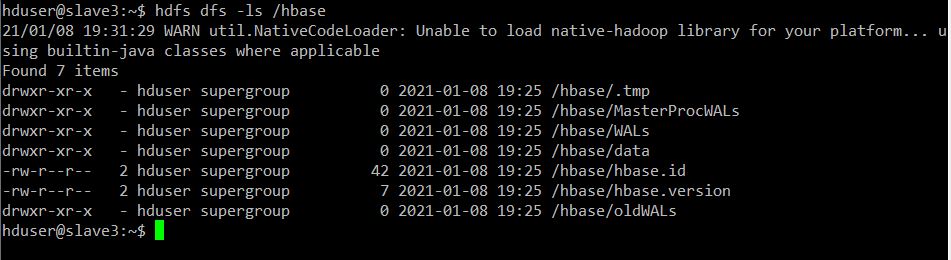 hduser@slave3:~$ hdfs dfs -ls /hbase
21/01/08 19:31:29 WARN util.NativeCodeLoader: Unable to load native-hadoop library for your platform... u
sing builtin-java classes where applicable
Found 7 items
drwxr-xr-x   - hduser supergroup          0 2021-01-08 19:25 /hbase/.tmp
drwxr-xr-x   - hduser supergroup          0 2021-01-08 19:25 /hbase/MasterProcWALs
drwxr-xr-x   - hduser supergroup          0 2021-01-08 19:25 /hbase/WALs
drwxr-xr-x   - hduser supergroup          0 2021-01-08 19:25 /hbase/data
-rw-r--r--   2 hduser supergroup         42 2021-01-08 19:25 /hbase/hbase.id
-rw-r--r--   2 hduser supergroup          7 2021-01-08 19:25 /hbase/hbase.version
drwxr-xr-x   - hduser supergroup          0 2021-01-08 19:25 /hbase/oldWALs
hduser@slave3:~$